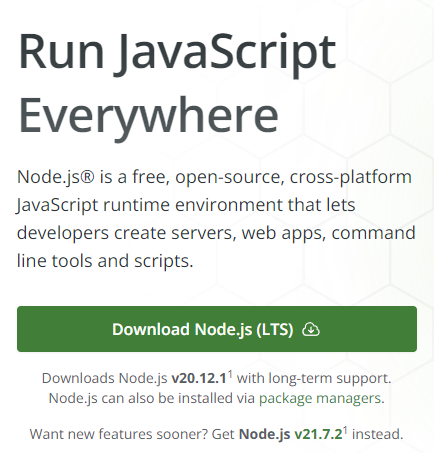 Run JavaScript
Everywhere
Node.js® is a free, open-source, cross-platform
JavaScript runtime environment that lets
developers create servers, web apps, command
line tools and scripts.
Download Node.js (LTS)
Downloads Node.js v20.12.1¹ with long-term support.
Node.js can also be installed via package managers.
Want new features sooner? Get Node.js v21.7.2¹ instead.